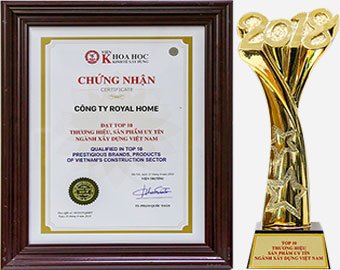 VIỆN
KHOA HỌC
KINH TẾ XÂY DỰNG
CHỨNG NHẬN
CERTIFICATE
CÔNG TY ROYAL HOME
ĐẠT TOP 10
THƯƠNG HIỆU, SẢN PHẨM UY TÍN
NGÀNH XÂY DỰNG VIỆT NAM
QUALIFIED IN TOP 10
PRESTIGIOUS BRANDS, PRODUCTS
OF VIETNAM'S CONSTRUCTION SECTOR
VIỆN TRƯỞNG
2018
TOP 10
THƯƠNG HIỆU
SẢN PHẨM UY TÍN
NGÀNH XÂY DỰNG VIỆT NAM